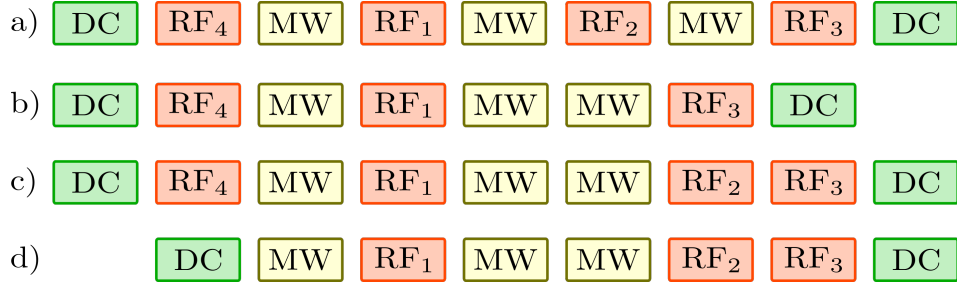 a) DC RF₄ MW RF₁ MW RF₂ MW RF₃ DC
b) DC RF₄ MW RF₁ MW MW RF₃ DC
c) DC RF₄ MW RF₁ MW MW RF₂ RF₃ DC
d) DC MW RF₁ MW MW RF₂ RF₃ DC